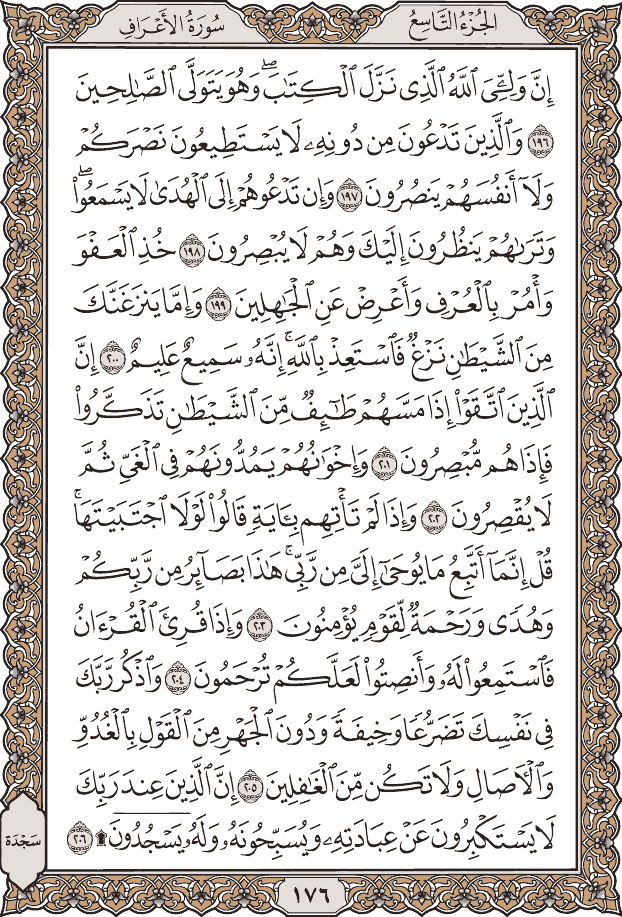 الجُزْءُ التَّاسِعُ
سُورَةُ الأَعْرَافِ
إِنَّ وَلِـِّۧيَ ٱللَّهُ ٱلَّذِى نَزَّلَ ٱلْكِتَٰبَ ۖ وَهُوَ يَتَوَلَّى ٱلصَّٰلِحِينَ
١٩٦ وَٱلَّذِينَ تَدْعُونَ مِن دُونِهِۦ لَا يَسْتَطِيعُونَ نَصْرَكُمْ
وَلَآ أَنفُسَهُمْ يَنصُرُونَ ١٩٧ وَإِن تَدْعُوهُمْ إِلَى ٱلْهُدَىٰ لَا يَسْمَعُوا۟ ۖ
وَتَرَىٰهُمْ يَنظُرُونَ إِلَيْكَ وَهُمْ لَا يُبْصِرُونَ ١٩٨ خُذِ ٱلْعَفْوَ
وَأْمُرْ بِٱلْعُرْفِ وَأَعْرِضْ عَنِ ٱلْجَٰهِلِينَ ١٩٩ وَإِمَّا يَنزَغَنَّكَ
مِنَ ٱلشَّيْطَٰنِ نَزْغٌ فَٱسْتَعِذْ بِٱللَّهِ ۚ إِنَّهُۥ سَمِيعٌ عَلِيمٌ ٢٠٠ إِنَّ
ٱلَّذِينَ ٱتَّقَوْا۟ إِذَا مَسَّهُمْ طَٰٓئِفٌ مِّنَ ٱلشَّيْطَٰنِ تَذَكَّرُوا۟
فَإِذَا هُم مُّبْصِرُونَ ٢٠١ وَإِخْوَٰنُهُمْ يَمُدُّونَهُمْ فِى ٱلْغَىِّ ثُمَّ
لَا يُقْصِرُونَ ٢٠٢ وَإِذَا لَمْ تَأْتِهِم بِـَٔايَةٍ قَالُوا۟ لَوْلَا ٱجْتَبَيْتَهَا ۚ
قُلْ إِنَّمَآ أَتَّبِعُ مَا يُوحَىٰٓ إِلَىَّ مِن رَّبِّى ۚ هَٰذَا بَصَآئِرُ مِن رَّبِّكُمْ
وَهُدًى وَرَحْمَةٌ لِّقَوْمٍ يُؤْمِنُونَ ٢٠٣ وَإِذَا قُرِئَ ٱلْقُرْءَانُ
فَٱسْتَمِعُوا۟ لَهُۥ وَأَنصِتُوا۟ لَعَلَّكُمْ تُرْحَمُونَ ٢٠٤ وَٱذْكُر رَّبَّكَ
فِى نَفْسِكَ تَضَرُّعًا وَخِيفَةً وَدُونَ ٱلْجَهْرِ مِنَ ٱلْقَوْلِ بِٱلْغُدُوِّ
وَٱلْـَٔاصَالِ وَلَا تَكُن مِّنَ ٱلْغَٰفِلِينَ ٢٠٥ إِنَّ ٱلَّذِينَ عِندَ رَبِّكَ
لَا يَسْتَكْبِرُونَ عَنْ عِبَادَتِهِۦ وَيُسَبِّحُونَهُۥ وَلَهُۥ يَسْجُدُونَ ۩ ٢٠٦
سَجْدَة
١٧٦